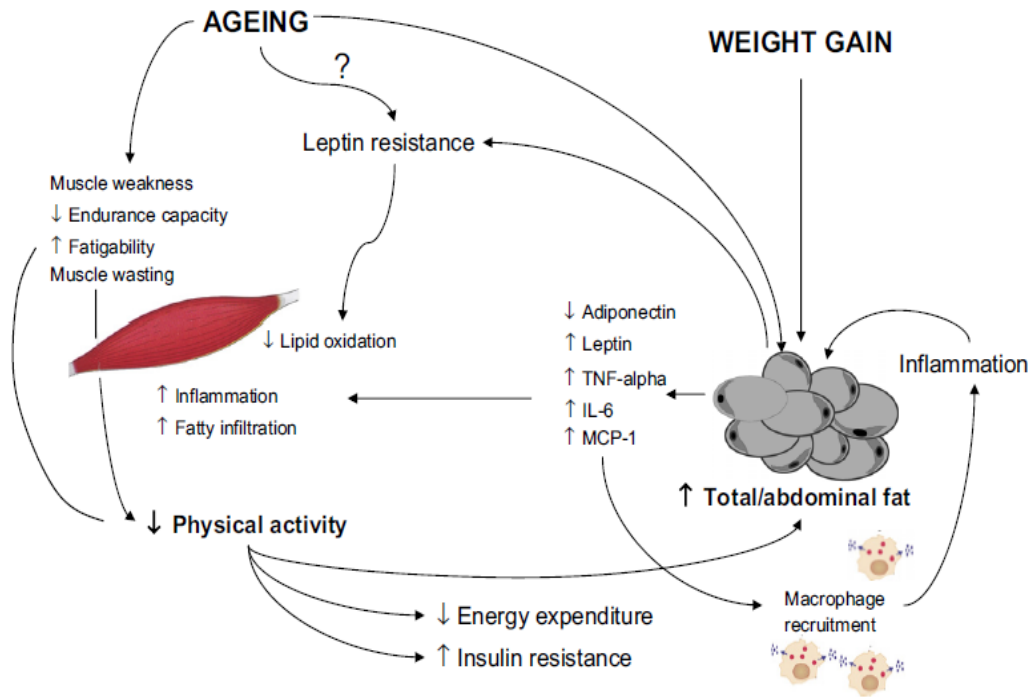 AGEING
WEIGHT GAIN
?
Leptin resistance
Muscle weakness
↓ Endurance capacity
↑ Fatigability
Muscle wasting
↓ Lipid oxidation
↑ Inflammation
↑ Fatty infiltration
↓ Adiponectin
↑ Leptin
↑ TNF-alpha
↑ IL-6
↑ MCP-1
Inflammation
↑ Total/abdominal fat
↓ Physical activity
↓ Energy expenditure
↑ Insulin resistance
Macrophage
recruitment